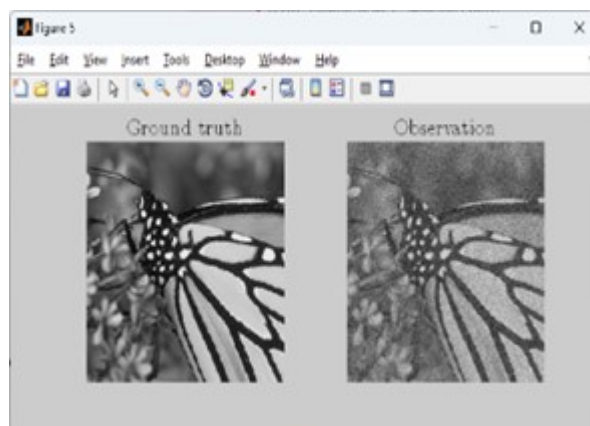 Figure 5
File Edit View Insert Tools Desktop Window Help
Ground truth Observation